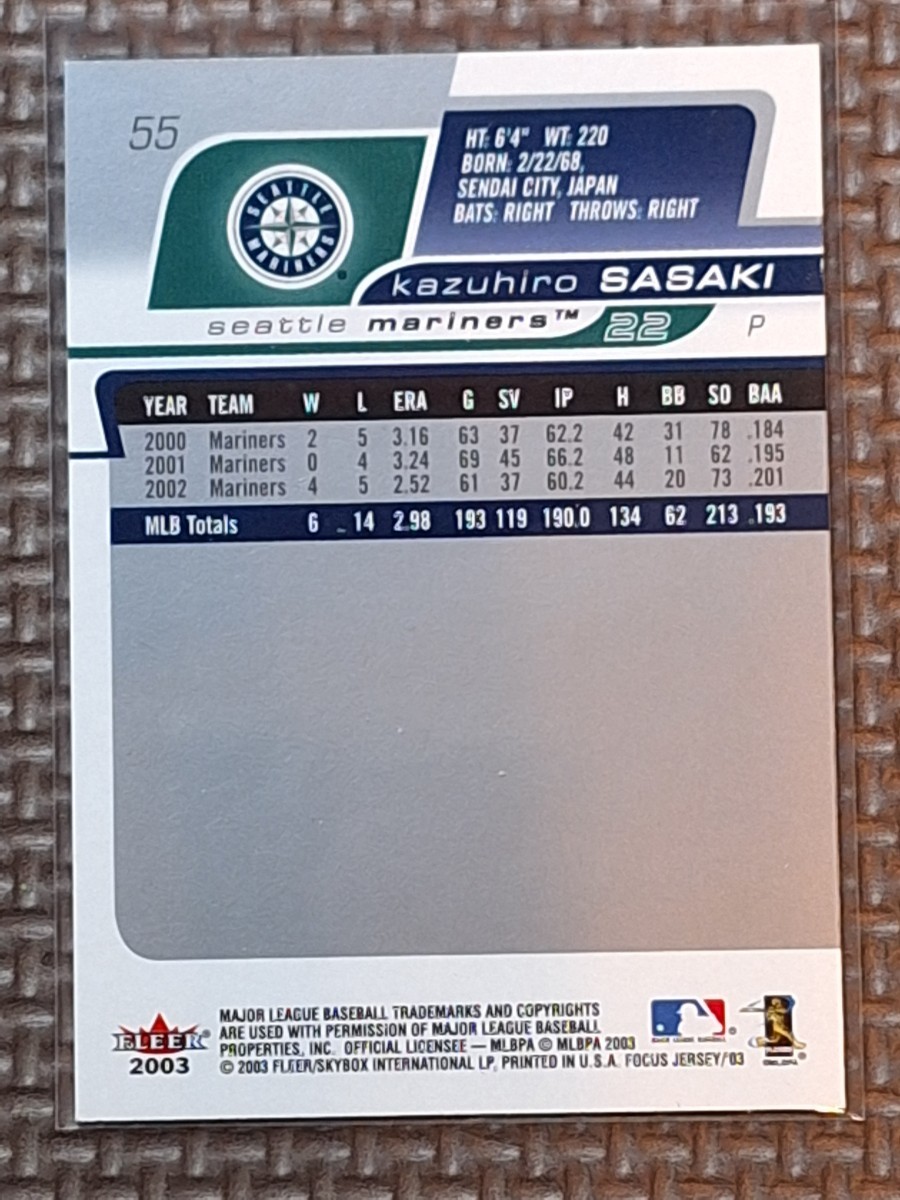 55
SEATTLE MARINERS
HT: 6'4" WT: 220
BORN: 2/22/68,
SENDAI CITY, JAPAN
BATS: RIGHT THROWS: RIGHT
kazuhiro SASAKI
seattle mariners™ 22 P
YEAR TEAM W L ERA G SV IP H BB SO BAA
2000 Mariners 2 5 3.16 63 37 62.2 42 31 78 .184
2001 Mariners 0 4 3.24 69 45 66.2 48 11 62 .195
2002 Mariners 4 5 2.52 61 37 60.2 44 20 73 .201
MLB Totals 6 14 2.98 193 119 190.0 134 62 213 .193
FLEER®
2003
MAJOR LEAGUE BASEBALL TRADEMARKS AND COPYRIGHTS
ARE USED WITH PERMISSION OF MAJOR LEAGUE BASEBALL
PROPERTIES, INC. OFFICIAL LICENSEE — MLBPA © MLBPA 2003
© 2003 FLEER/SKYBOX INTERNATIONAL LP, PRINTED IN U.S.A. FOCUS JERSEY/03